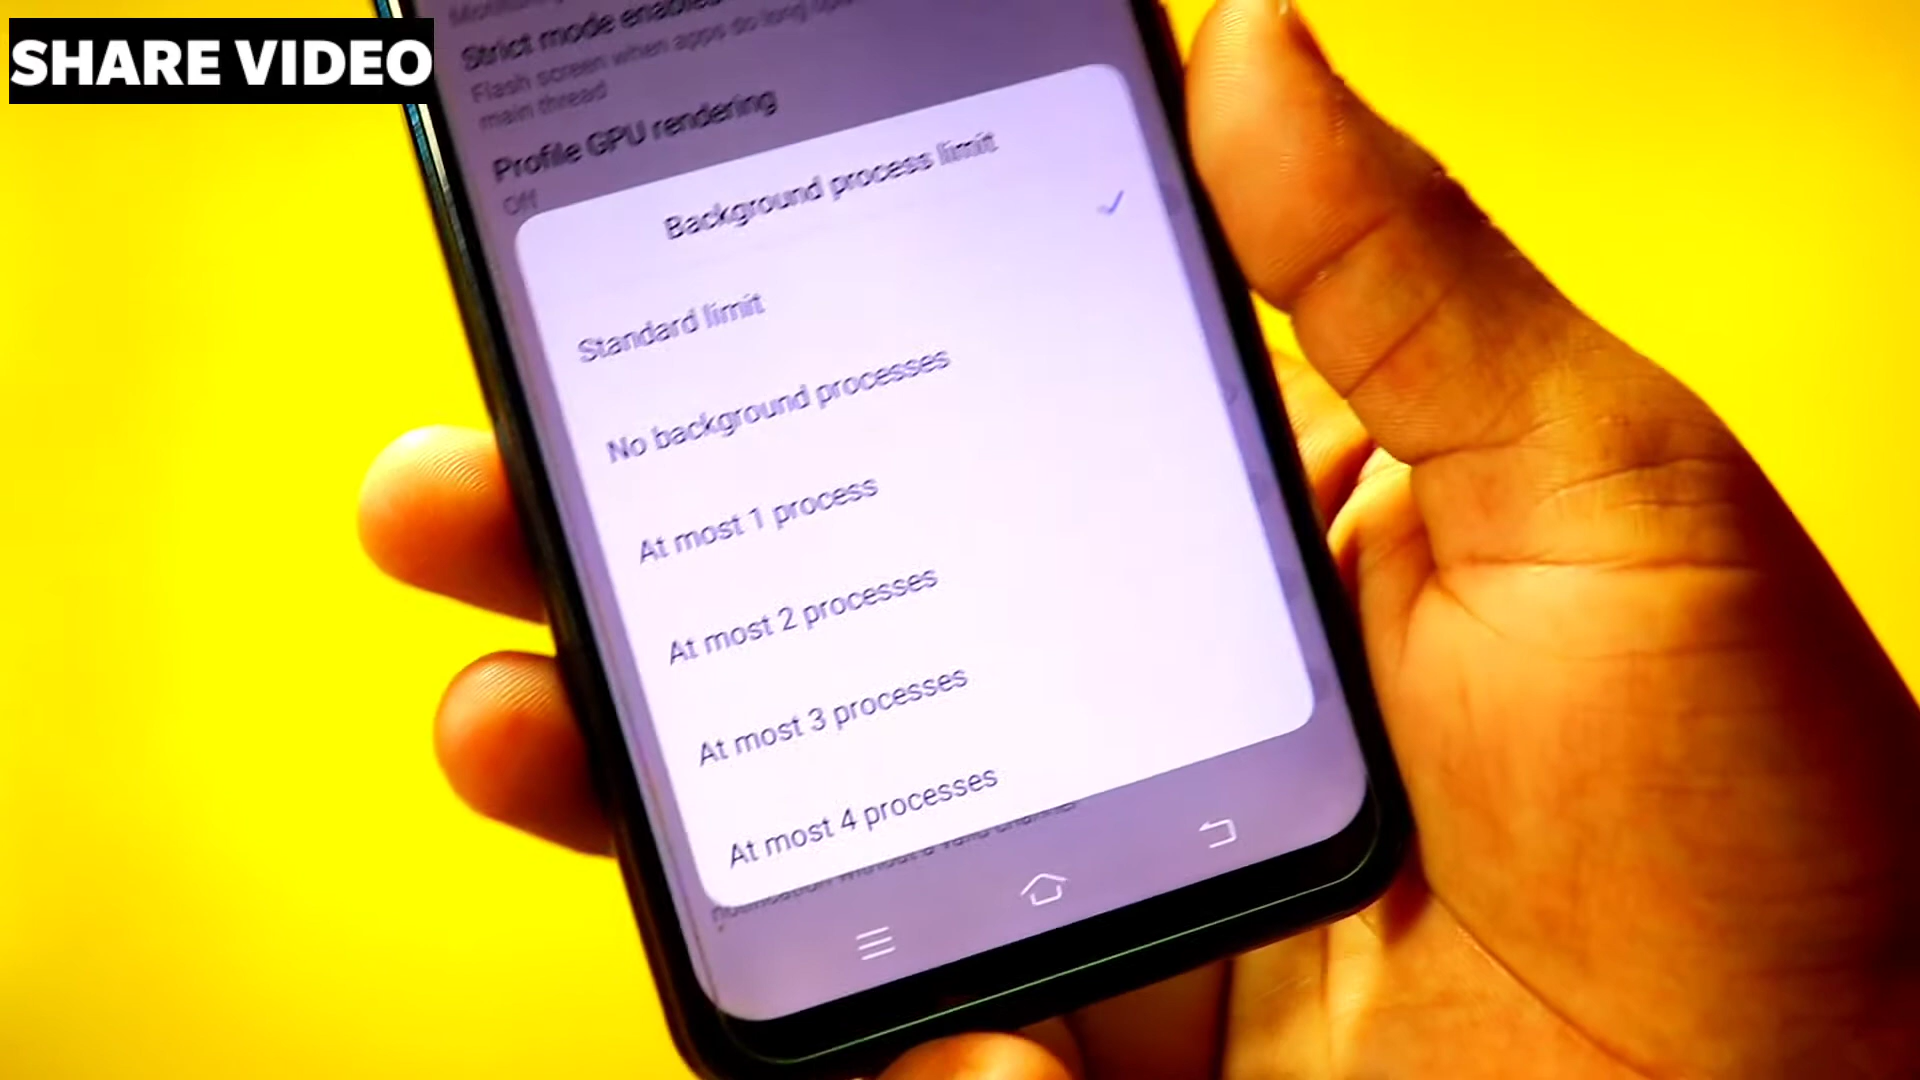 SHARE VIDEO
Strict mode enabled
Flash screen when apps do long
main thread
Profile GPU rendering
Off
Background process limit
Standard limit
No background processes
At most 1 process
At most 2 processes
At most 3 processes
At most 4 processes